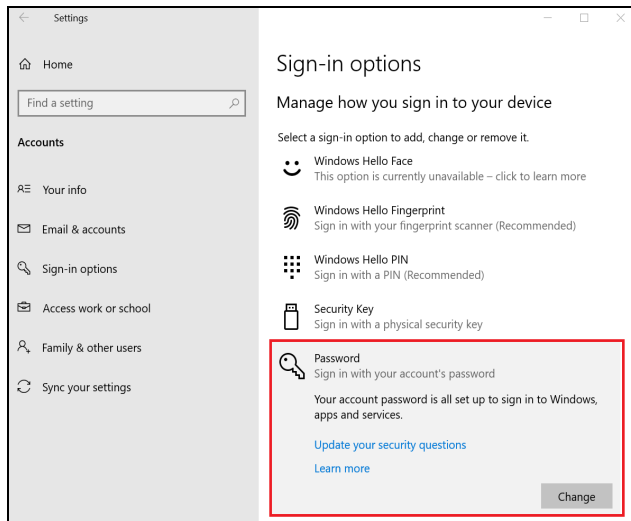 Settings
Home
Find a setting
Accounts
Your info
Email & accounts
Sign-in options
Access work or school
Family & other users
Sync your settings
Sign-in options
Manage how you sign in to your device
Select a sign-in option to add, change or remove it.
Windows Hello Face
This option is currently unavailable – click to learn more
Windows Hello Fingerprint
Sign in with your fingerprint scanner (Recommended)
Windows Hello PIN
Sign in with a PIN (Recommended)
Security Key
Sign in with a physical security key
Password
Sign in with your account's password
Your account password is all set up to sign in to Windows,
apps and services.
Update your security questions
Learn more
Change